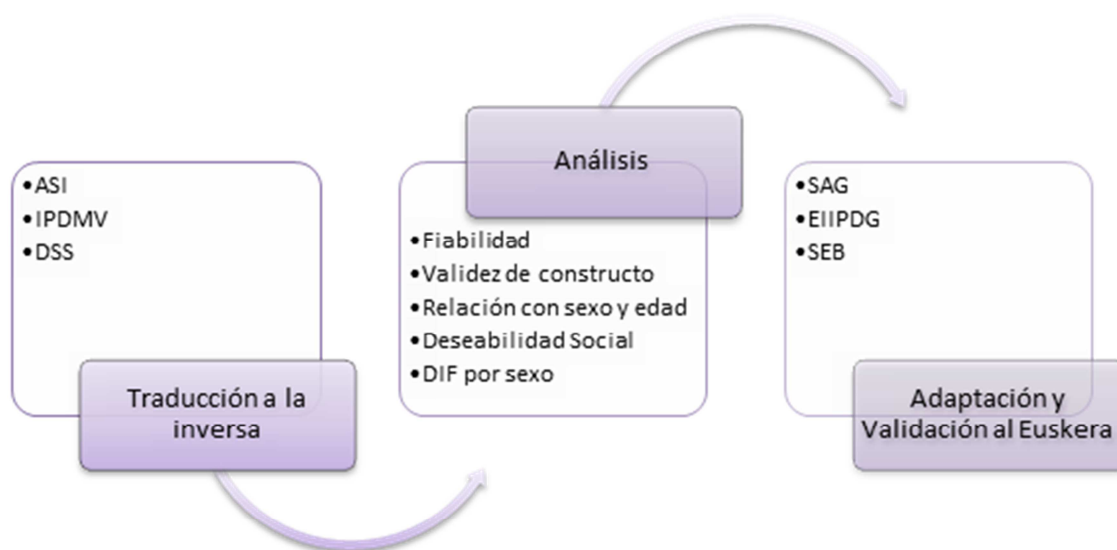 •ASI
•IPDMV
•DSS
Traducción a la
inversa
Análisis
•Fiabilidad
•Validez de constructo
•Relación con sexo y edad
•Deseabilidad Social
•DIF por sexo
•SAG
•EIIPDG
•SEB
Adaptación y
Validación al Euskera